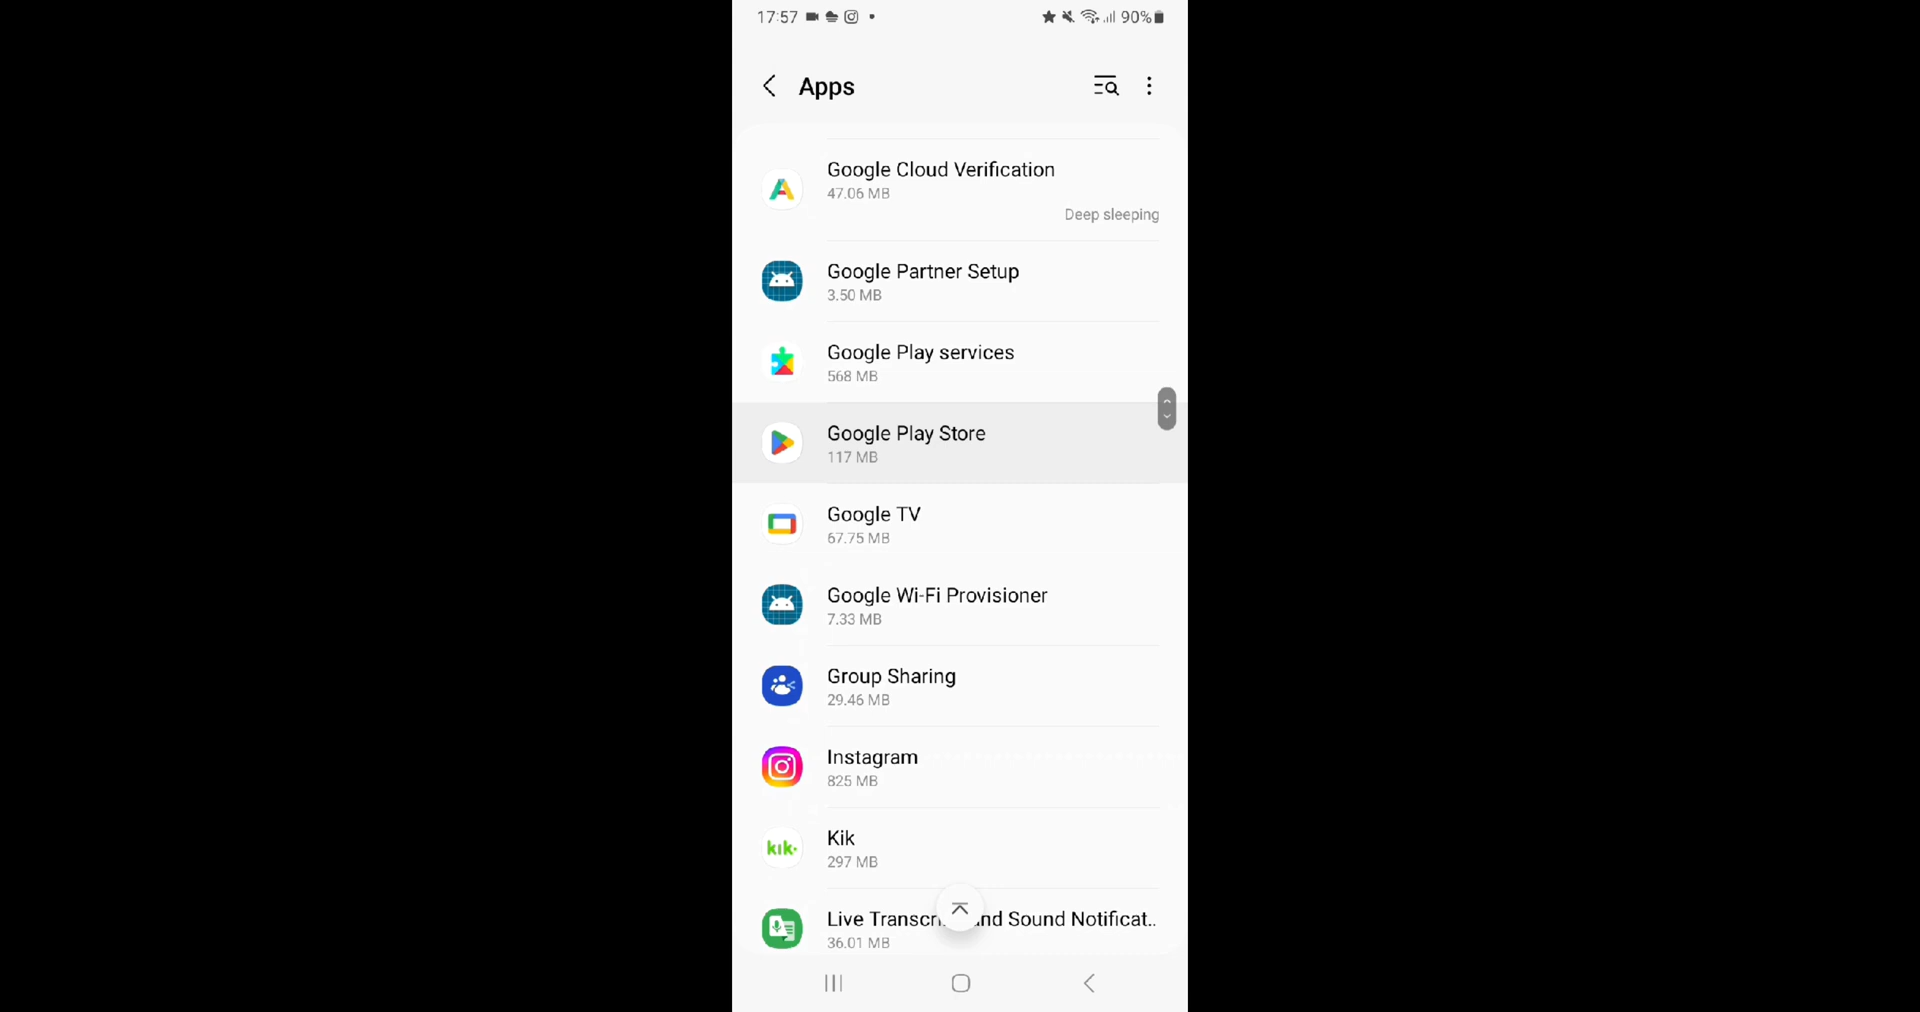 17:57 90%
Apps
Google Cloud Verification
47.06 MB
Deep sleeping
Google Partner Setup
3.50 MB
Google Play services
568 MB
Google Play Store
117 MB
Google TV
67.75 MB
Google Wi-Fi Provisioner
7.33 MB
Group Sharing
29.46 MB
Instagram
825 MB
kik.
Kik
297 MB
Live Transcr nd Sound Notificat..
36.01 MB